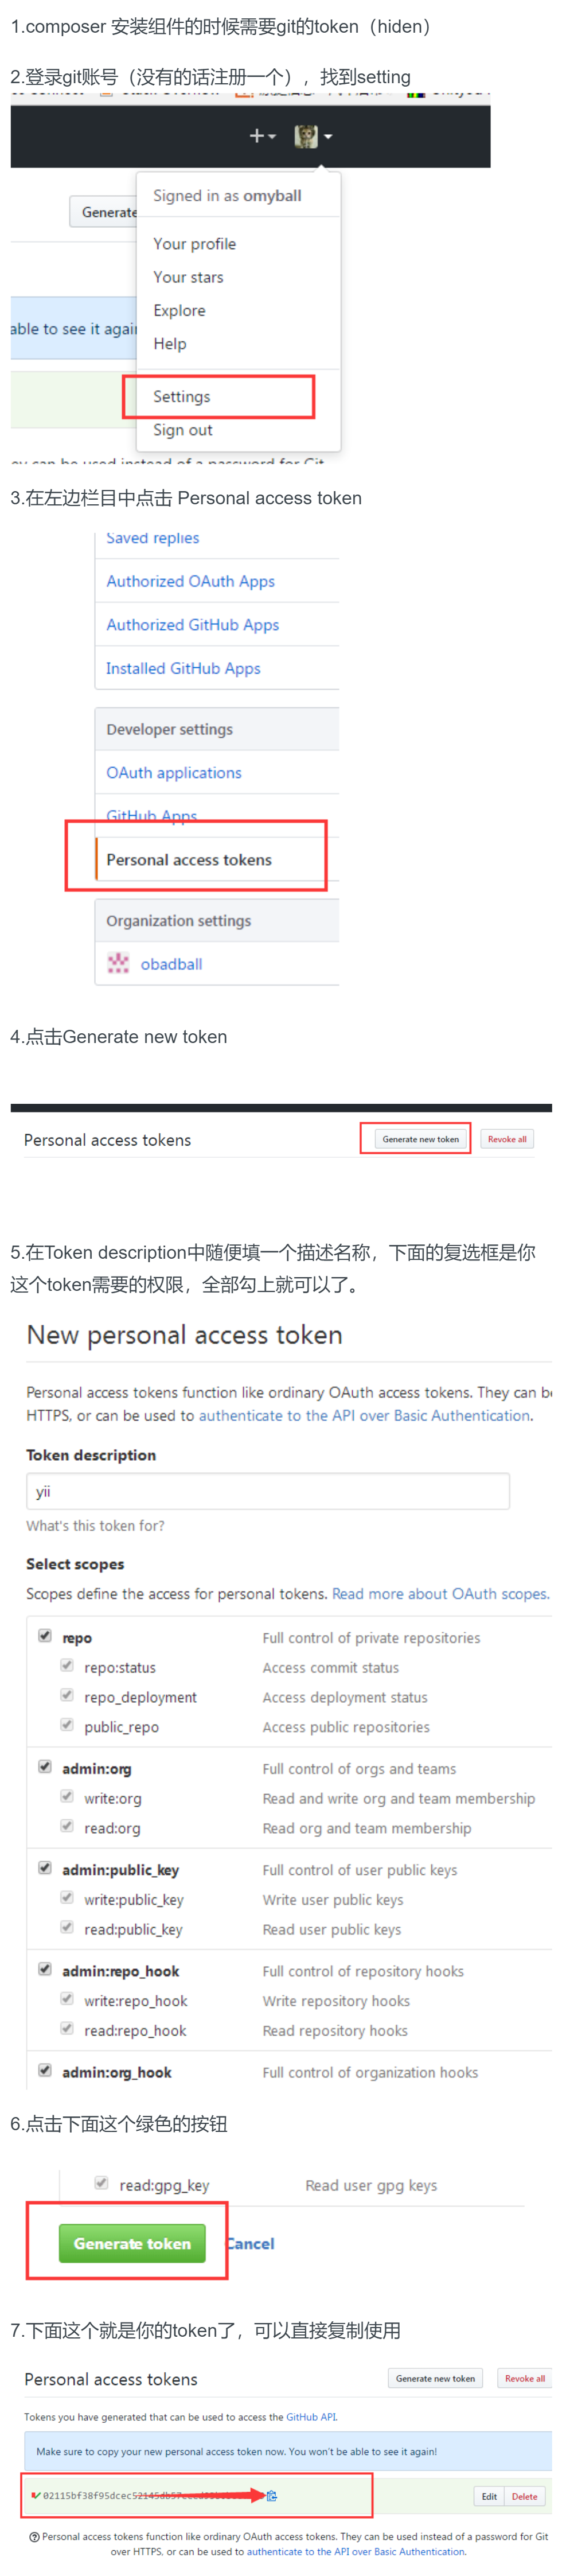 1.composer 安装组件的时候需要git的token（hiden）
2.登录git账号（没有的话注册一个），找到setting
Signed in as omyball
Generate
Your profile
Your stars
Explore
able to see it again
Help
Settings
Sign out
3.在左边栏目中点击 Personal access token
Saved replies
Authorized OAuth Apps
Authorized GitHub Apps
Installed GitHub Apps
Developer settings
OAuth applications
GitHub Apps
Personal access tokens
Organization settings
obadball
4.点击Generate new token
Personal access tokens
Generate new token
Revoke all
5.在Token description中随便填一个描述名称，下面的复选框是你
这个token需要的权限，全部勾上就可以了。
New personal access token
Personal access tokens function like ordinary OAuth access tokens. They can be
HTTPS, or can be used to authenticate to the API over Basic Authentication.
Token description
yii
What's this token for?
Select scopes
Scopes define the access for personal tokens. Read more about OAuth scopes.
repo Full control of private repositories
repo:status Access commit status
repo_deployment Access deployment status
public_repo Access public repositories
admin:org Full control of orgs and teams
write:org Read and write org and team membership
read:org Read org and team membership
admin:public_key Full control of user public keys
write:public_key Write user public keys
read:public_key Read user public keys
admin:repo_hook Full control of repository hooks
write:repo_hook Write repository hooks
read:repo_hook Read repository hooks
admin:org_hook Full control of organization hooks
6.点击下面这个绿色的按钮
read:gpg_key Read user gpg keys
Generate token Cancel
7.下面这个就是你的token了，可以直接复制使用
Personal access tokens
Generate new token
Revoke all
Tokens you have generated that can be used to access the GitHub API.
Make sure to copy your new personal access token now. You won't be able to see it again!
Edit
Delete
Personal access tokens function like ordinary OAuth access tokens. They can be used instead of a password for Git
over HTTPS, or can be used to authenticate to the API over Basic Authentication.